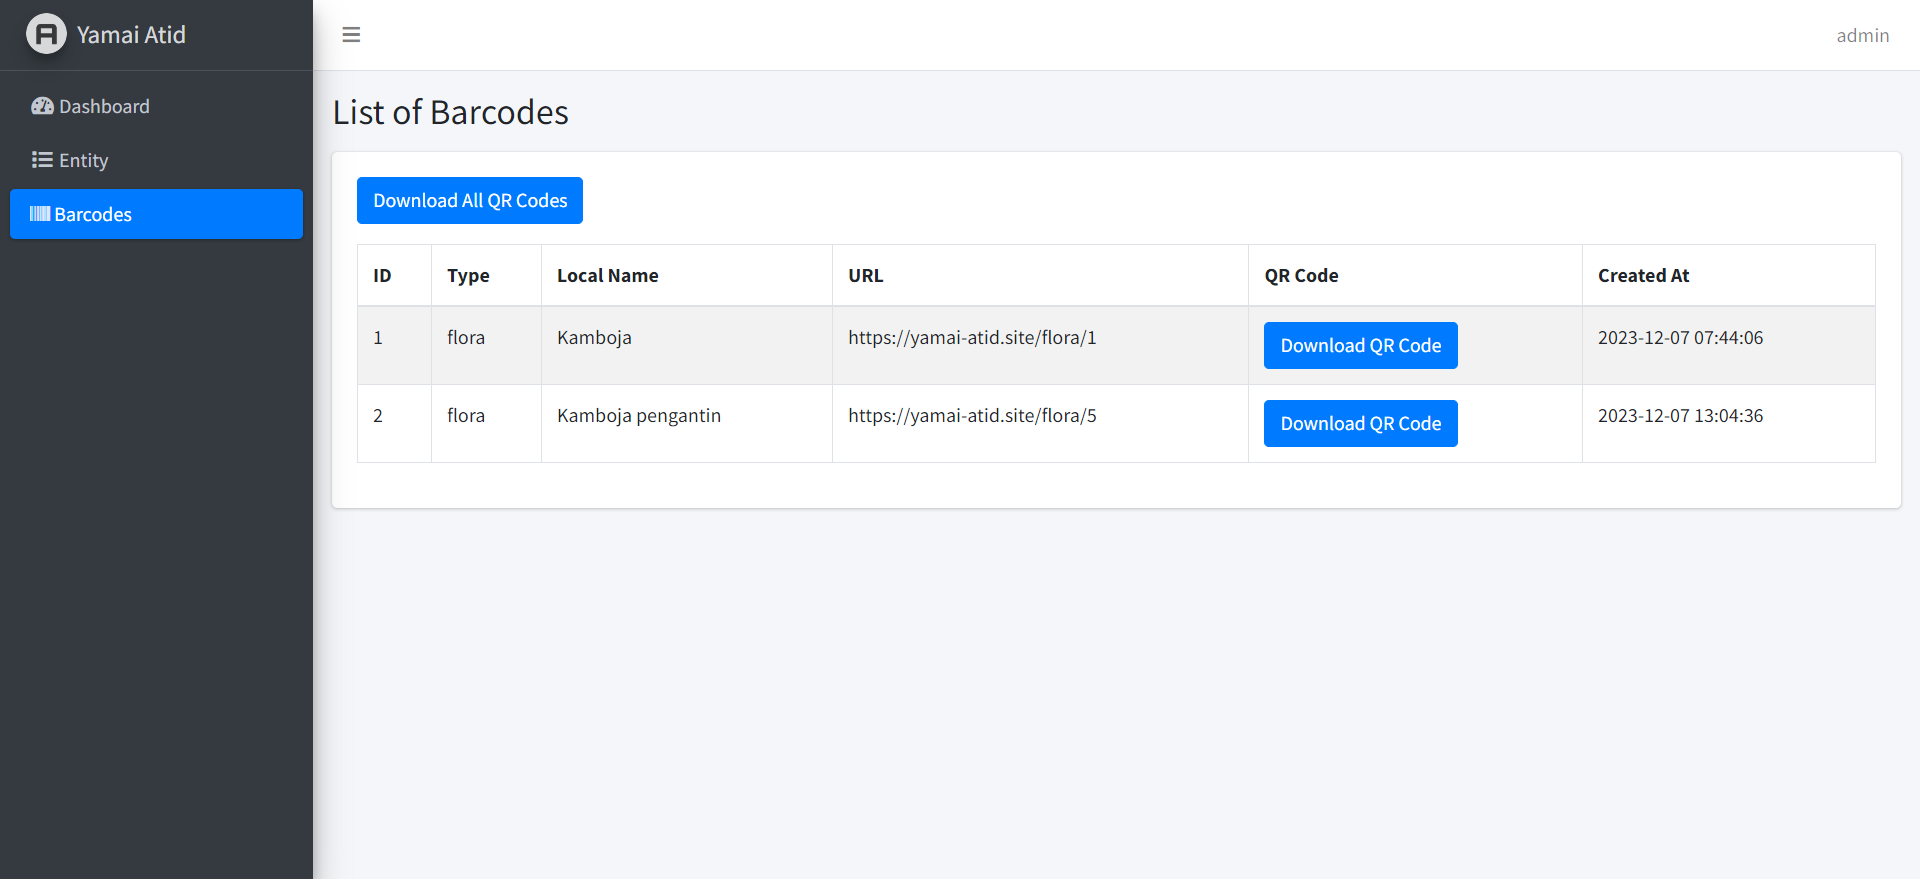 Yamai Atid
admin
Dashboard
Entity
Barcodes
List of Barcodes
Download All QR Codes
ID Type Local Name URL QR Code Created At
1 flora Kamboja https://yamai-atid.site/flora/1 Download QR Code 2023-12-07 07:44:06
2 flora Kamboja pengantin https://yamai-atid.site/flora/5 Download QR Code 2023-12-07 13:04:36